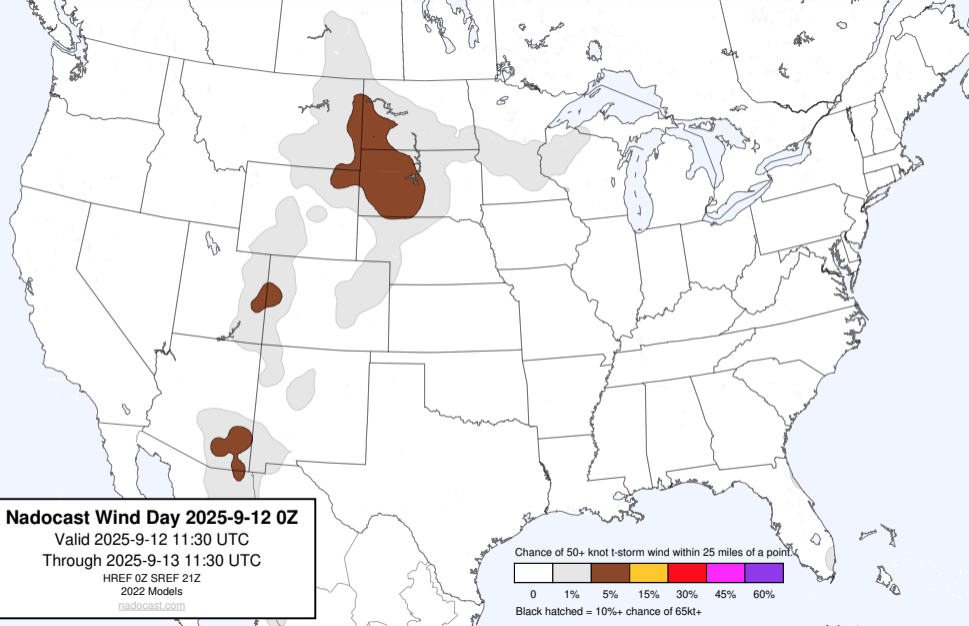 Nadocast Wind Day 2025-9-12 0Z
Valid 2025-9-12 11:30 UTC
Through 2025-9-13 11:30 UTC
HREF 0Z SREF 21Z
2022 Models
nadocast.com
Chance of 50+ knot t-storm wind within 25 miles of a point.
0 1% 5% 15% 30% 45% 60%
Black hatched = 10%+ chance of 65kt+